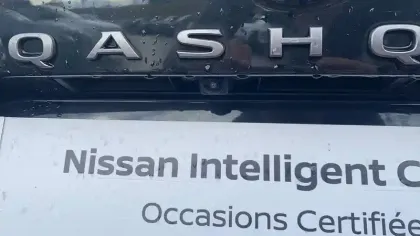 QASHQ
Nissan Intelligent C
Occasions Certifiée